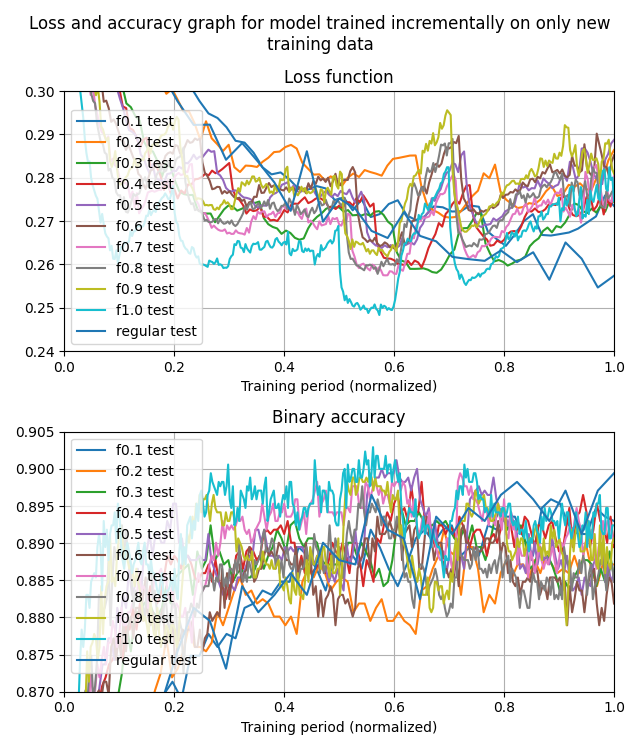 Loss and accuracy graph for model trained incrementally on only new
training data
Loss function
0.30
0.29
0.28
0.27
0.26
0.25
0.24
f0.1 test
f0.2 test
f0.3 test
f0.4 test
f0.5 test
f0.6 test
f0.7 test
f0.8 test
f0.9 test
f1.0 test
regular test
0.0 0.2 0.4 0.6 0.8 1.0
Training period (normalized)
Binary accuracy
0.905
0.900
0.895
0.890
0.885
0.880
0.875
0.870
f0.1 test
f0.2 test
f0.3 test
f0.4 test
f0.5 test
f0.6 test
f0.7 test
f0.8 test
f0.9 test
f1.0 test
regular test
0.0 0.2 0.4 0.6 0.8 1.0
Training period (normalized)